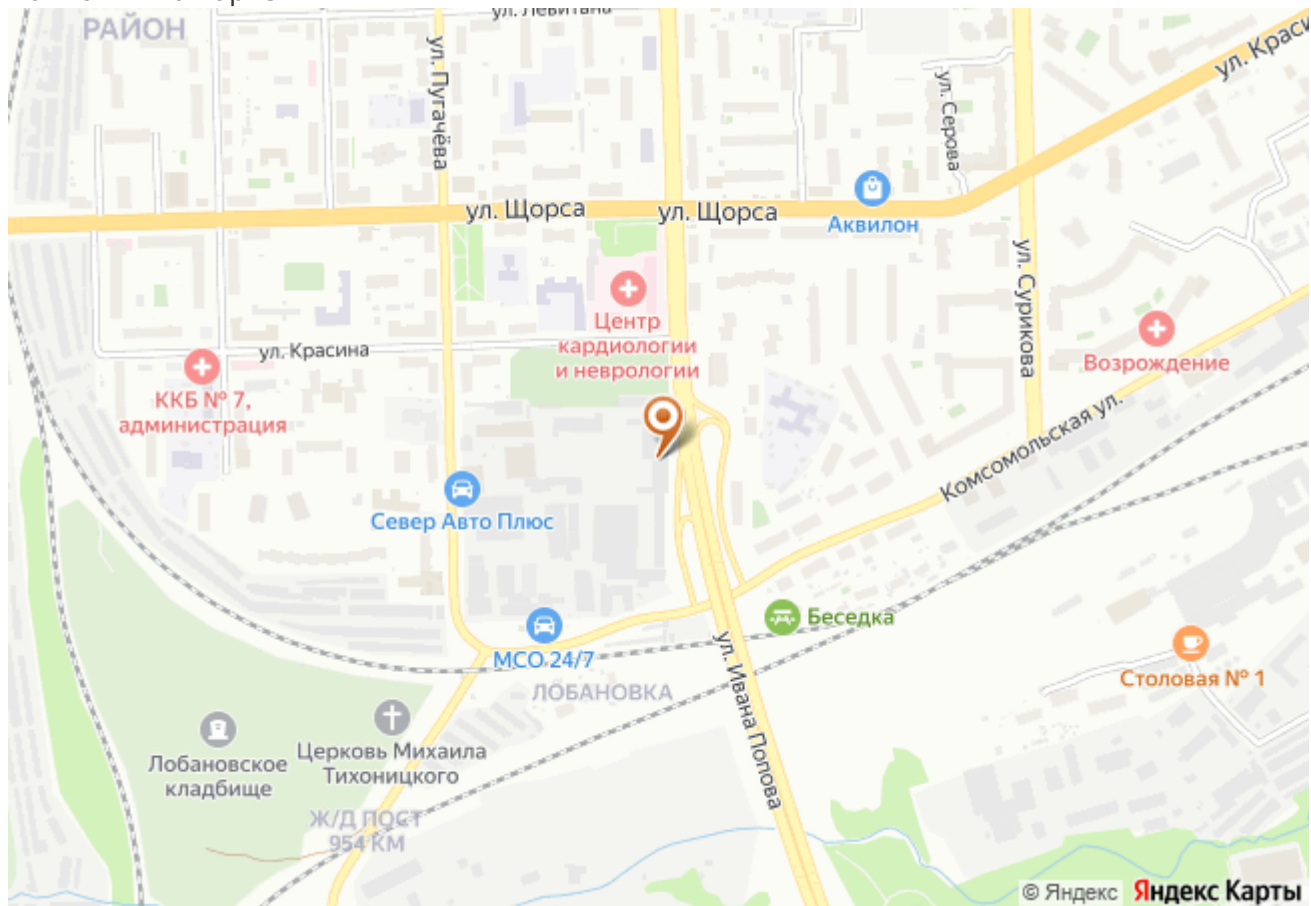 ул. Левитана
РАЙОН
ул. Красина
ул. Пугачёва
ул. Серова
ул. Щорса
ул. Щорса
Аквилон
ул. Сурикова
Центр
кардиологии
и неврологии
ул. Красина
Возрождение
ККБ № 7,
администрация
Комсомольская ул.
Север Авто Плюс
Беседка
МСО 24/7
ул. Ивана Попова
Столовая № 1
ЛОБАНОВКА
Лобановское
кладбище
Церковь Михаила
Тихоницкого
Ж/Д ПОСТ
954 КМ
© Яндекс Яндекс Карты